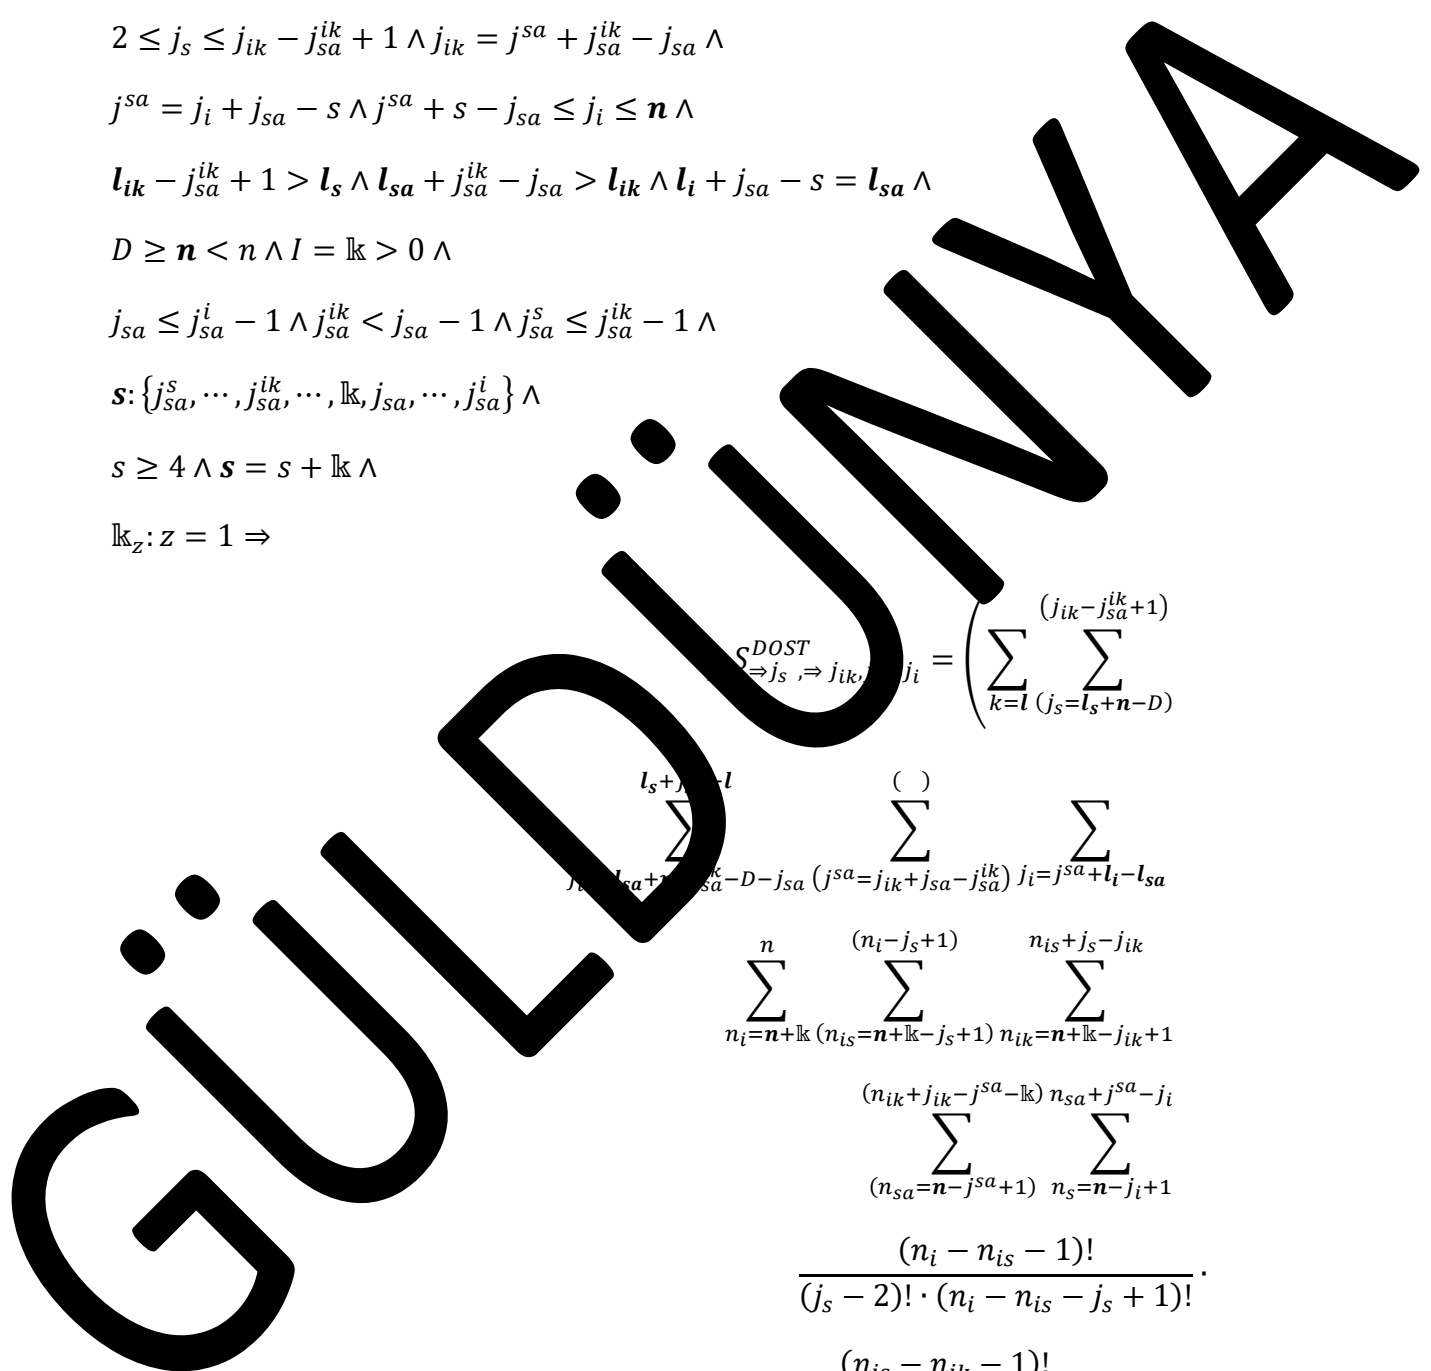 2 ≤ j_s ≤ j_{ik} − j_{sa}^{ik} + 1 ∧ j_{ik} = j^{sa} + j_{sa}^{ik} − j_{sa} ∧
j^{sa} = j_i + j_{sa} − s ∧ j^{sa} + s − j_{sa} ≤ j_i ≤ n ∧
l_{ik} − j_{sa}^{ik} + 1 > l_s ∧ l_{sa} + j_{sa}^{ik} − j_{sa} > l_{ik} ∧ l_i + j_{sa} − s = l_{sa} ∧
D ≥ n < n ∧ I = 𝕜 > 0 ∧
j_{sa} ≤ j_{sa}^{i} − 1 ∧ j_{sa}^{ik} < j_{sa} − 1 ∧ j_{sa}^{s} ≤ j_{sa}^{ik} − 1 ∧
s: {j_{sa}^{s}, ⋯ , j_{sa}^{ik}, ⋯ , 𝕜, j_{sa}, ⋯ , j_{sa}^{i}} ∧
s ≥ 4 ∧ s = s + 𝕜 ∧
𝕜_z: z = 1 ⇒
S^{DOST}_{⇒j_s ,⇒ j_{ik}, j_i} = ( ∑_{k=l} ∑_{(j_s=l_s+n−D)}^{(j_{ik}−j_{sa}^{ik}+1)}
∑ ∑_{(j^{sa}=j_{ik}+j_{sa}−j_{sa}^{ik})}^{( )} ∑_{j_i=j^{sa}+l_i−l_{sa}}
∑_{n_i=n+𝕜}^{n} ∑_{(n_{is}=n+𝕜−j_s+1)}^{(n_i−j_s+1)} ∑_{n_{ik}=n+𝕜−j_{ik}+1}^{n_{is}+j_s−j_{ik}}
∑_{(n_{sa}=n−j^{sa}+1)}^{(n_{ik}+j_{ik}−j^{sa}−𝕜)} ∑_{n_s=n−j_i+1}^{n_{sa}+j^{sa}−j_i}
(n_i − n_{is} − 1)!
(j_s − 2)! · (n_i − n_{is} − j_s + 1)! ·
(n_{is} − n_{ik} − 1)!
GÜLDÜNYA